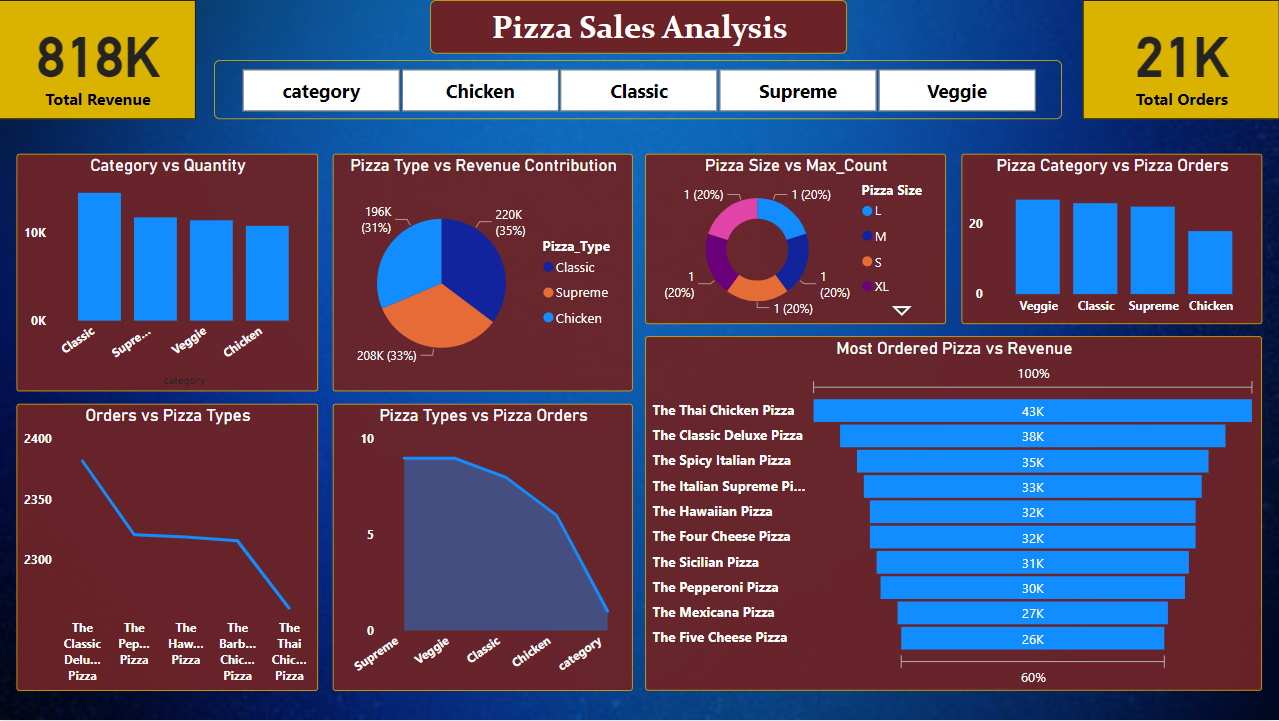 Pizza Sales Analysis
818K
Total Revenue
category
Chicken
Classic
Supreme
Veggie
21K
Total Orders
Category vs Quantity
10K
0K
Classic
Supre...
Veggie
Chicken
category
Pizza Type vs Revenue Contribution
196K
(31%)
220K
(35%)
208K (33%)
Pizza_Type
Classic
Supreme
Chicken
Pizza Size vs Max_Count
1 (20%)
1 (20%)
1
(20%)
1
(20%)
1 (20%)
Pizza Size
L
M
S
XL
Pizza Category vs Pizza Orders
20
0
Veggie
Classic
Supreme
Chicken
Orders vs Pizza Types
2400
2350
2300
The
Classic
Delu...
Pizza
The
Pep...
Pizza
The
Haw...
Pizza
The
Barb...
Chic...
Pizza
The
Thai
Chic...
Pizza
Pizza Types vs Pizza Orders
10
5
0
Supreme
Veggie
Classic
Chicken
category
Most Ordered Pizza vs Revenue
100%
The Thai Chicken Pizza 43K
The Classic Deluxe Pizza 38K
The Spicy Italian Pizza 35K
The Italian Supreme Pi... 33K
The Hawaiian Pizza 32K
The Four Cheese Pizza 32K
The Sicilian Pizza 31K
The Pepperoni Pizza 30K
The Mexicana Pizza 27K
The Five Cheese Pizza 26K
60%